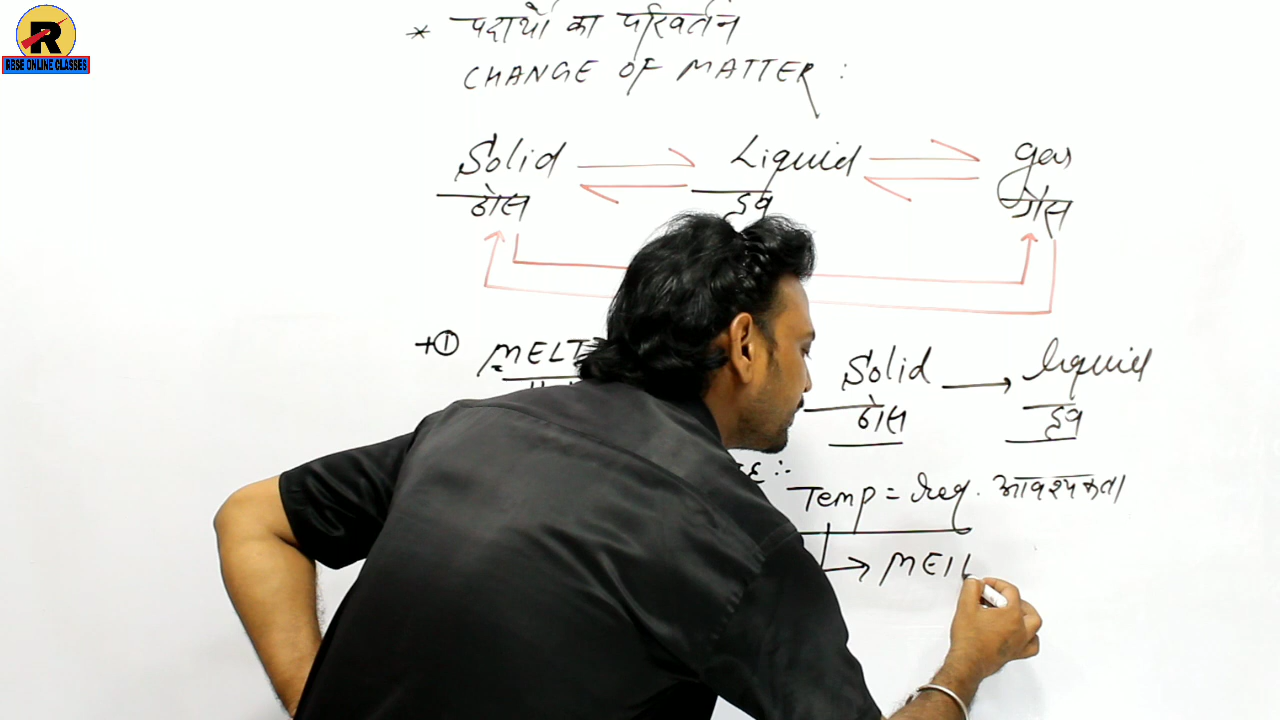 R
RBSE ONLINE CLASSES
* पदार्थो का परिवर्तन
CHANGE OF MATTER :
Solid Liquid gas
ठोस द्रव गैस
+① MELT Solid → liquid
ठोस द्रव
Temp = req. आवश्यकता
→ MEIL